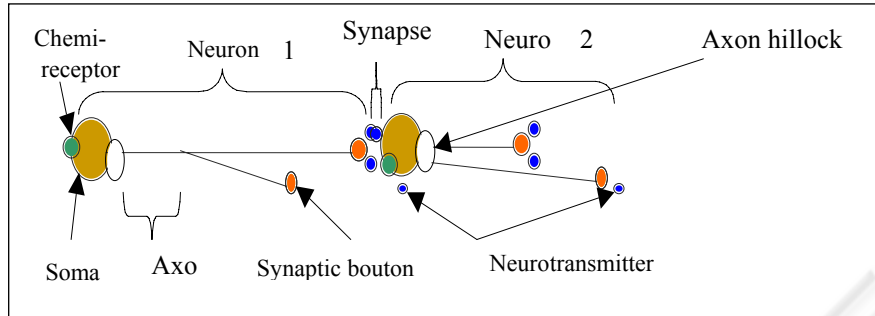 Chemi-
receptor
Neuron 1
Synapse
Neuro 2
Axon hillock
Soma
Axo
Synaptic bouton
Neurotransmitter